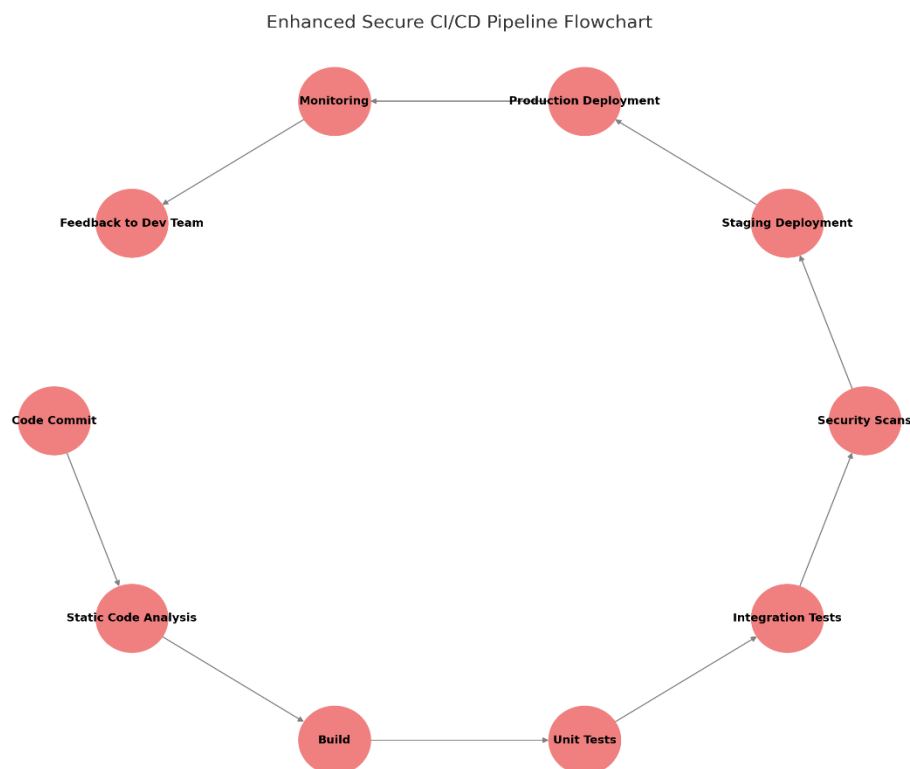 Enhanced Secure CI/CD Pipeline Flowchart
Monitoring
Production Deployment
Feedback to Dev Team
Staging Deployment
Code Commit
Security Scans
Static Code Analysis
Integration Tests
Build
Unit Tests